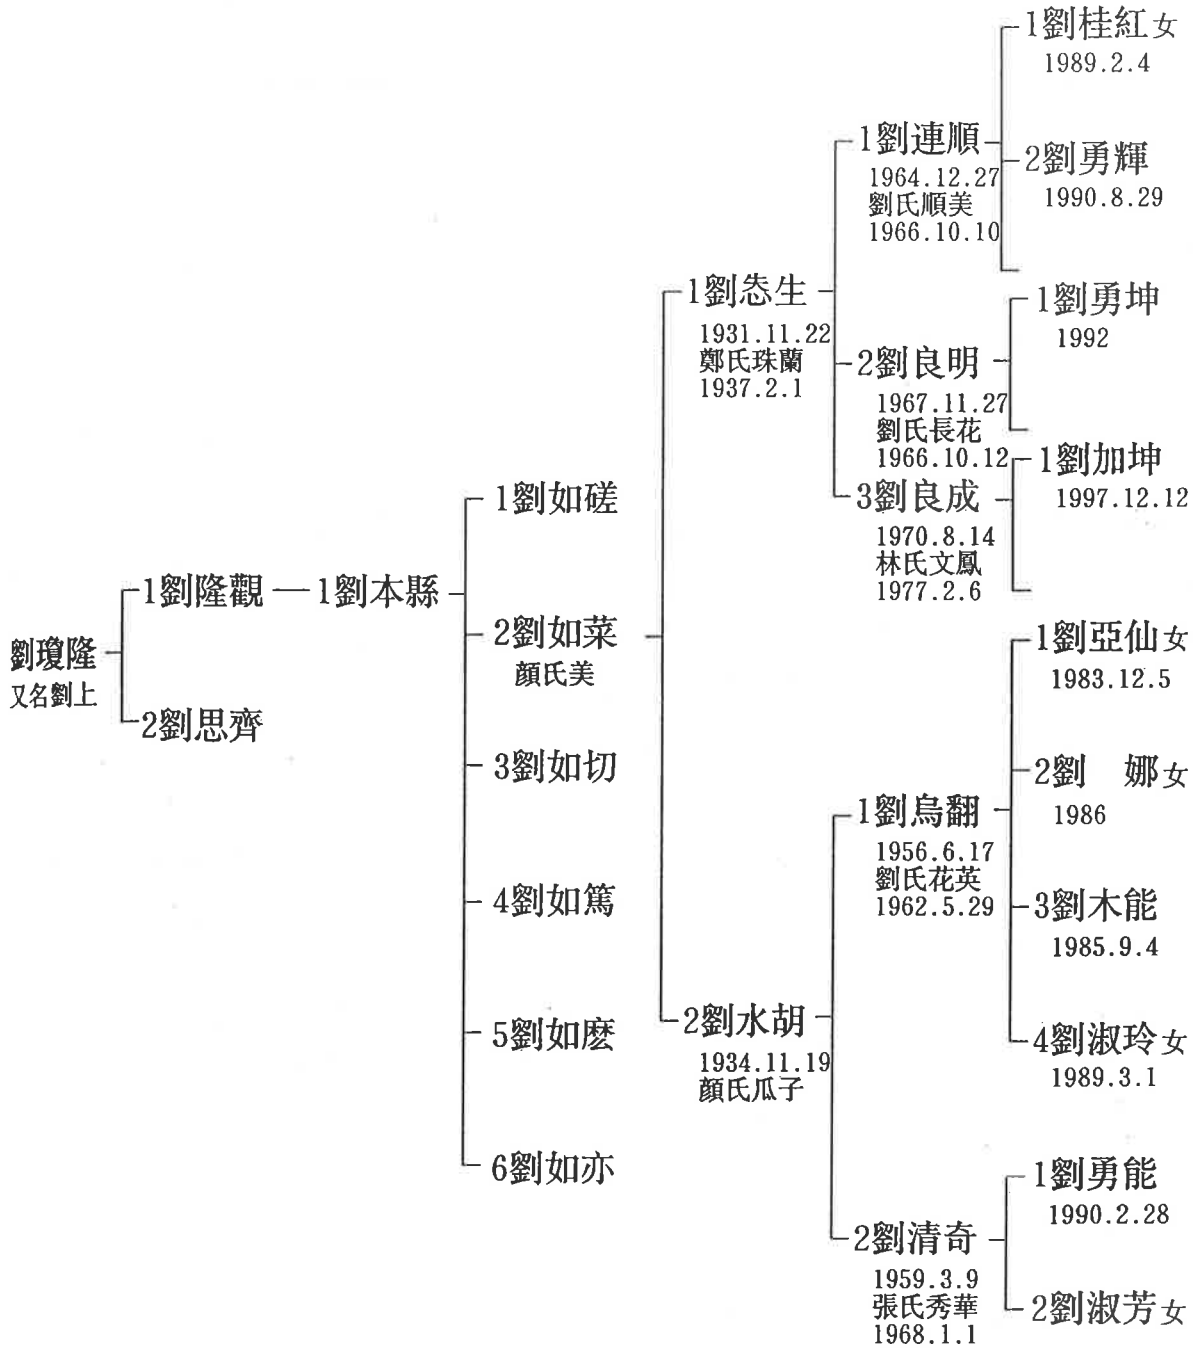 劉瓊隆
又名劉上
1劉隆觀
2劉思齊
1劉本縣
1劉如磋
2劉如菜
顏氏美
3劉如切
4劉如篤
5劉如麽
6劉如亦
1劉怣生
1931.11.22
鄭氏珠蘭
1937.2.1
2劉水胡
1934.11.19
顏氏瓜子
1劉連順
1964.12.27
劉氏順美
1966.10.10
2劉良明
1967.11.27
劉氏長花
1966.10.12
3劉良成
1970.8.14
林氏文鳳
1977.2.6
1劉烏翻
1956.6.17
劉氏花英
1962.5.29
2劉清奇
1959.3.9
張氏秀華
1968.1.1
1劉桂紅女
1989.2.4
2劉勇輝
1990.8.29
1劉勇坤
1992
1劉加坤
1997.12.12
1劉亞仙女
1983.12.5
2劉　娜女
1986
3劉木能
1985.9.4
4劉淑玲女
1989.3.1
1劉勇能
1990.2.28
2劉淑芳女